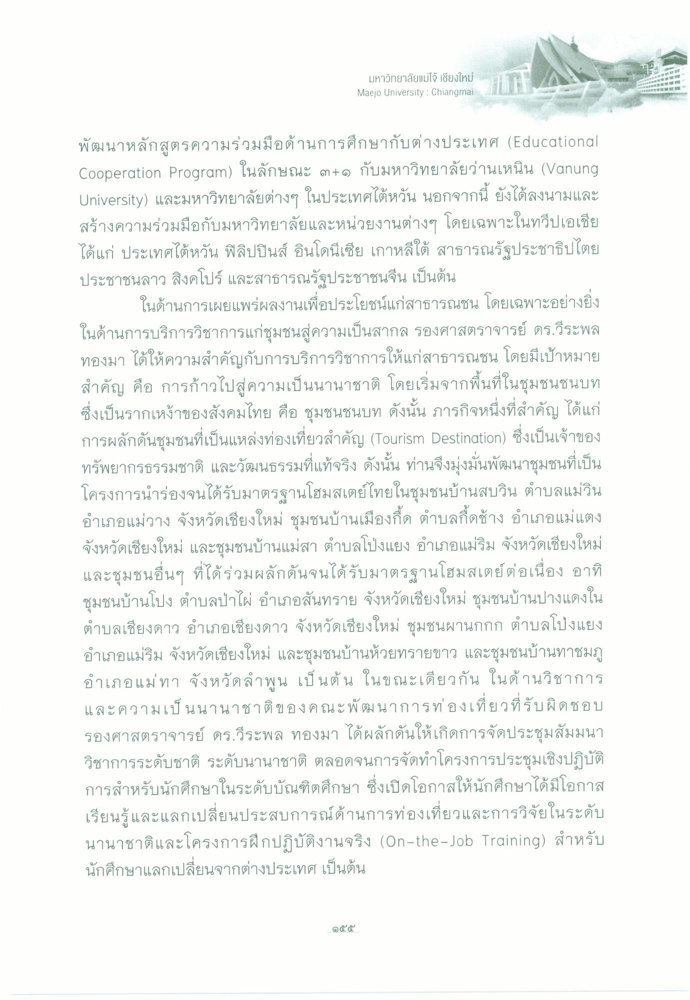 มหาวิทยาลัยแม่โจ้ เชียงใหม่
Maejo University : Chiangmai
พัฒนาหลักสูตรความร่วมมือด้านการศึกษากับต่างประเทศ (Educational
Cooperation Program) ในลักษณะ ๓+๑ กับมหาวิทยาลัยว่านเหนิน (Vanung
University) และมหาวิทยาลัยต่างๆ ในประเทศไต้หวัน นอกจากนี้ ยังได้ลงนามและ
สร้างความร่วมมือกับมหาวิทยาลัยและหน่วยงานต่างๆ โดยเฉพาะในทวีปเอเชีย
ได้แก่ ประเทศไต้หวัน ฟิลิปปินส์ อินโดนีเซีย เกาหลีใต้ สาธารณรัฐประชาธิปไตย
ประชาชนลาว สิงคโปร์ และสาธารณรัฐประชาชนจีน เป็นต้น
ในด้านการเผยแพร่ผลงานเพื่อประโยชน์แก่สาธารณชน โดยเฉพาะอย่างยิ่ง
ในด้านการบริการวิชาการแก่ชุมชนสู่ความเป็นสากล รองศาสตราจารย์ ดร.วีระพล
ทองมา ได้ให้ความสำคัญกับการบริการวิชาการให้แก่สาธารณชน โดยมีเป้าหมาย
สำคัญ คือ การก้าวไปสู่ความเป็นนานาชาติ โดยเริ่มจากพื้นที่ในชุมชนชนบท
ซึ่งเป็นรากเหง้าของสังคมไทย คือ ชุมชนชนบท ดังนั้น ภารกิจหนึ่งที่สำคัญ ได้แก่
การผลักดันชุมชนที่เป็นแหล่งท่องเที่ยวสำคัญ (Tourism Destination) ซึ่งเป็นเจ้าของ
ทรัพยากรธรรมชาติ และวัฒนธรรมที่แท้จริง ดังนั้น ท่านจึงมุ่งมั่นพัฒนาชุมชนที่เป็น
โครงการนำร่องจนได้รับมาตรฐานโฮมสเตย์ไทยในชุมชนบ้านสบวิน ตำบลแม่วิน
อำเภอแม่วาง จังหวัดเชียงใหม่ ชุมชนบ้านเมืองกื้ด ตำบลกื้ดช้าง อำเภอแม่แตง
จังหวัดเชียงใหม่ และชุมชนบ้านแม่สา ตำบลโป่งแยง อำเภอแม่ริม จังหวัดเชียงใหม่
และชุมชนอื่นๆ ที่ได้ร่วมผลักดันจนได้รับมาตรฐานโฮมสเตย์ต่อเนื่อง อาทิ
ชุมชนบ้านโปง ตำบลป่าไผ่ อำเภอสันทราย จังหวัดเชียงใหม่ ชุมชนบ้านปางแดงใน
ตำบลเชียงดาว อำเภอเชียงดาว จังหวัดเชียงใหม่ ชุมชนผานกกก ตำบลโป่งแยง
อำเภอแม่ริม จังหวัดเชียงใหม่ และชุมชนบ้านห้วยทรายขาว และชุมชนบ้านทาชมภู
อำเภอแม่ทา จังหวัดลำพูน เป็นต้น ในขณะเดียวกัน ในด้านวิชาการ
และความเป็นนานาชาติของคณะพัฒนาการท่องเที่ยวที่รับผิดชอบ
รองศาสตราจารย์ ดร.วีระพล ทองมา ได้ผลักดันให้เกิดการจัดประชุมสัมมนา
วิชาการระดับชาติ ระดับนานาชาติ ตลอดจนการจัดทำโครงการประชุมเชิงปฏิบัติ
การสำหรับนักศึกษาในระดับบัณฑิตศึกษา ซึ่งเปิดโอกาสให้นักศึกษาได้มีโอกาส
เรียนรู้และแลกเปลี่ยนประสบการณ์ด้านการท่องเที่ยวและการวิจัยในระดับ
นานาชาติและโครงการฝึกปฏิบัติงานจริง (On-the-Job Training) สำหรับ
นักศึกษาแลกเปลี่ยนจากต่างประเทศ เป็นต้น
๑๕๕